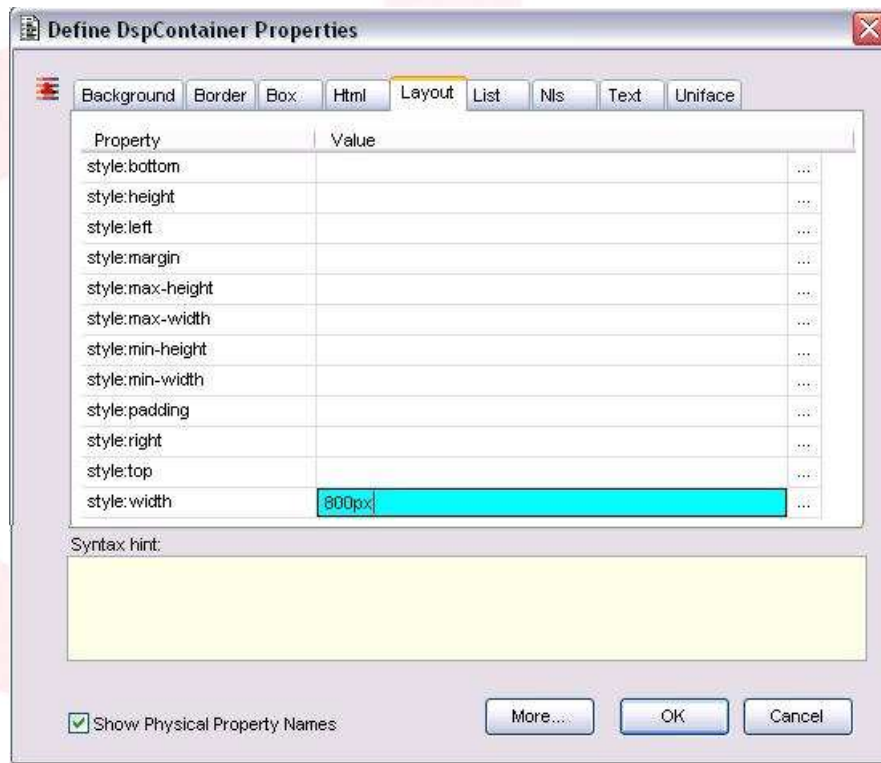 Define DspContainer Properties
Background Border Box Html Layout List Nls Text Uniface
Property Value
style:bottom ...
style:height ...
style:left ...
style:margin ...
style:max-height ...
style:max-width ...
style:min-height ...
style:min-width ...
style:padding ...
style:right ...
style:top ...
style:width 800px ...
Syntax hint:
Show Physical Property Names More... OK Cancel